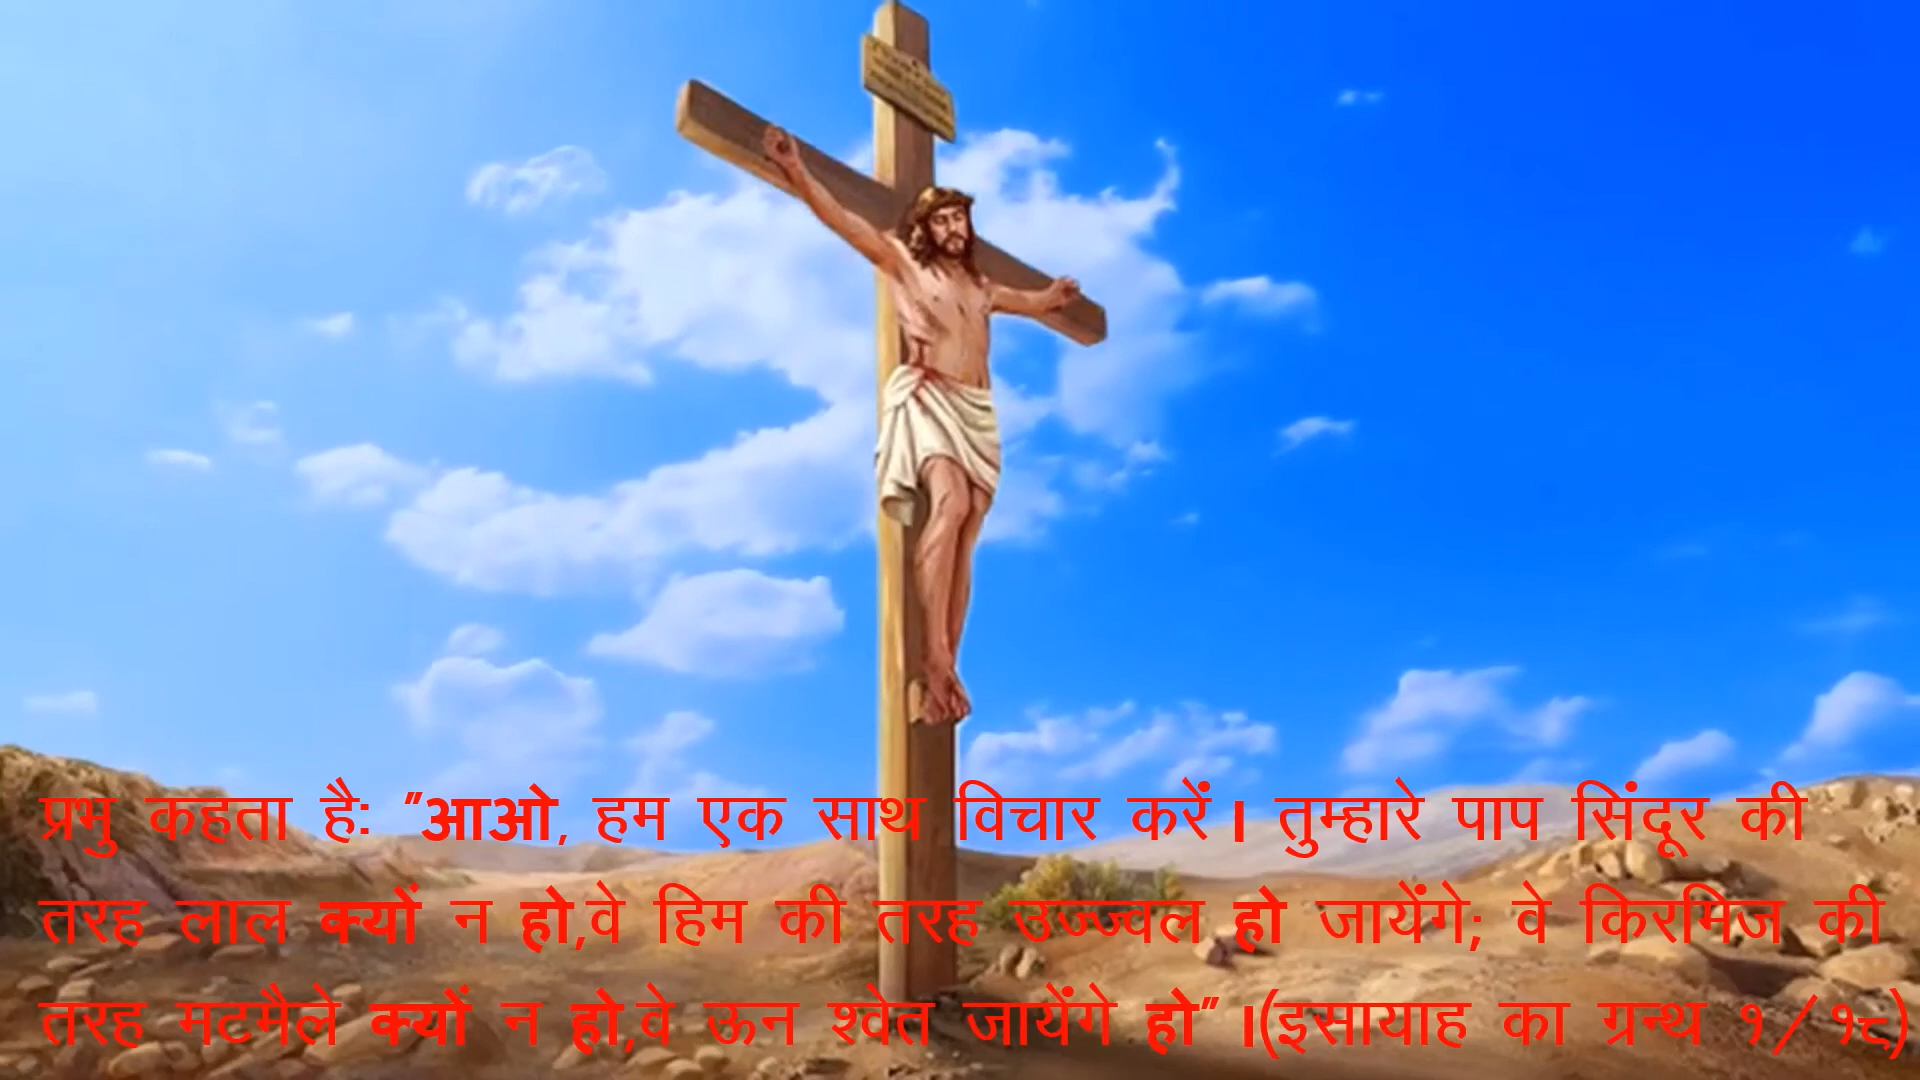 प्रभु कहता है: "आओ, हम एक साथ विचार करें। तुम्हारे पाप सिंदूर की
तरह लाल क्यों न हो,वे हिम की तरह उज्ज्वल हो जायेंगे; वे किरमिज की
तरह मटमैले क्यों न हो,वे ऊन श्वेत जायेंगे हो" ।(इसायाह का ग्रन्थ १/१८)